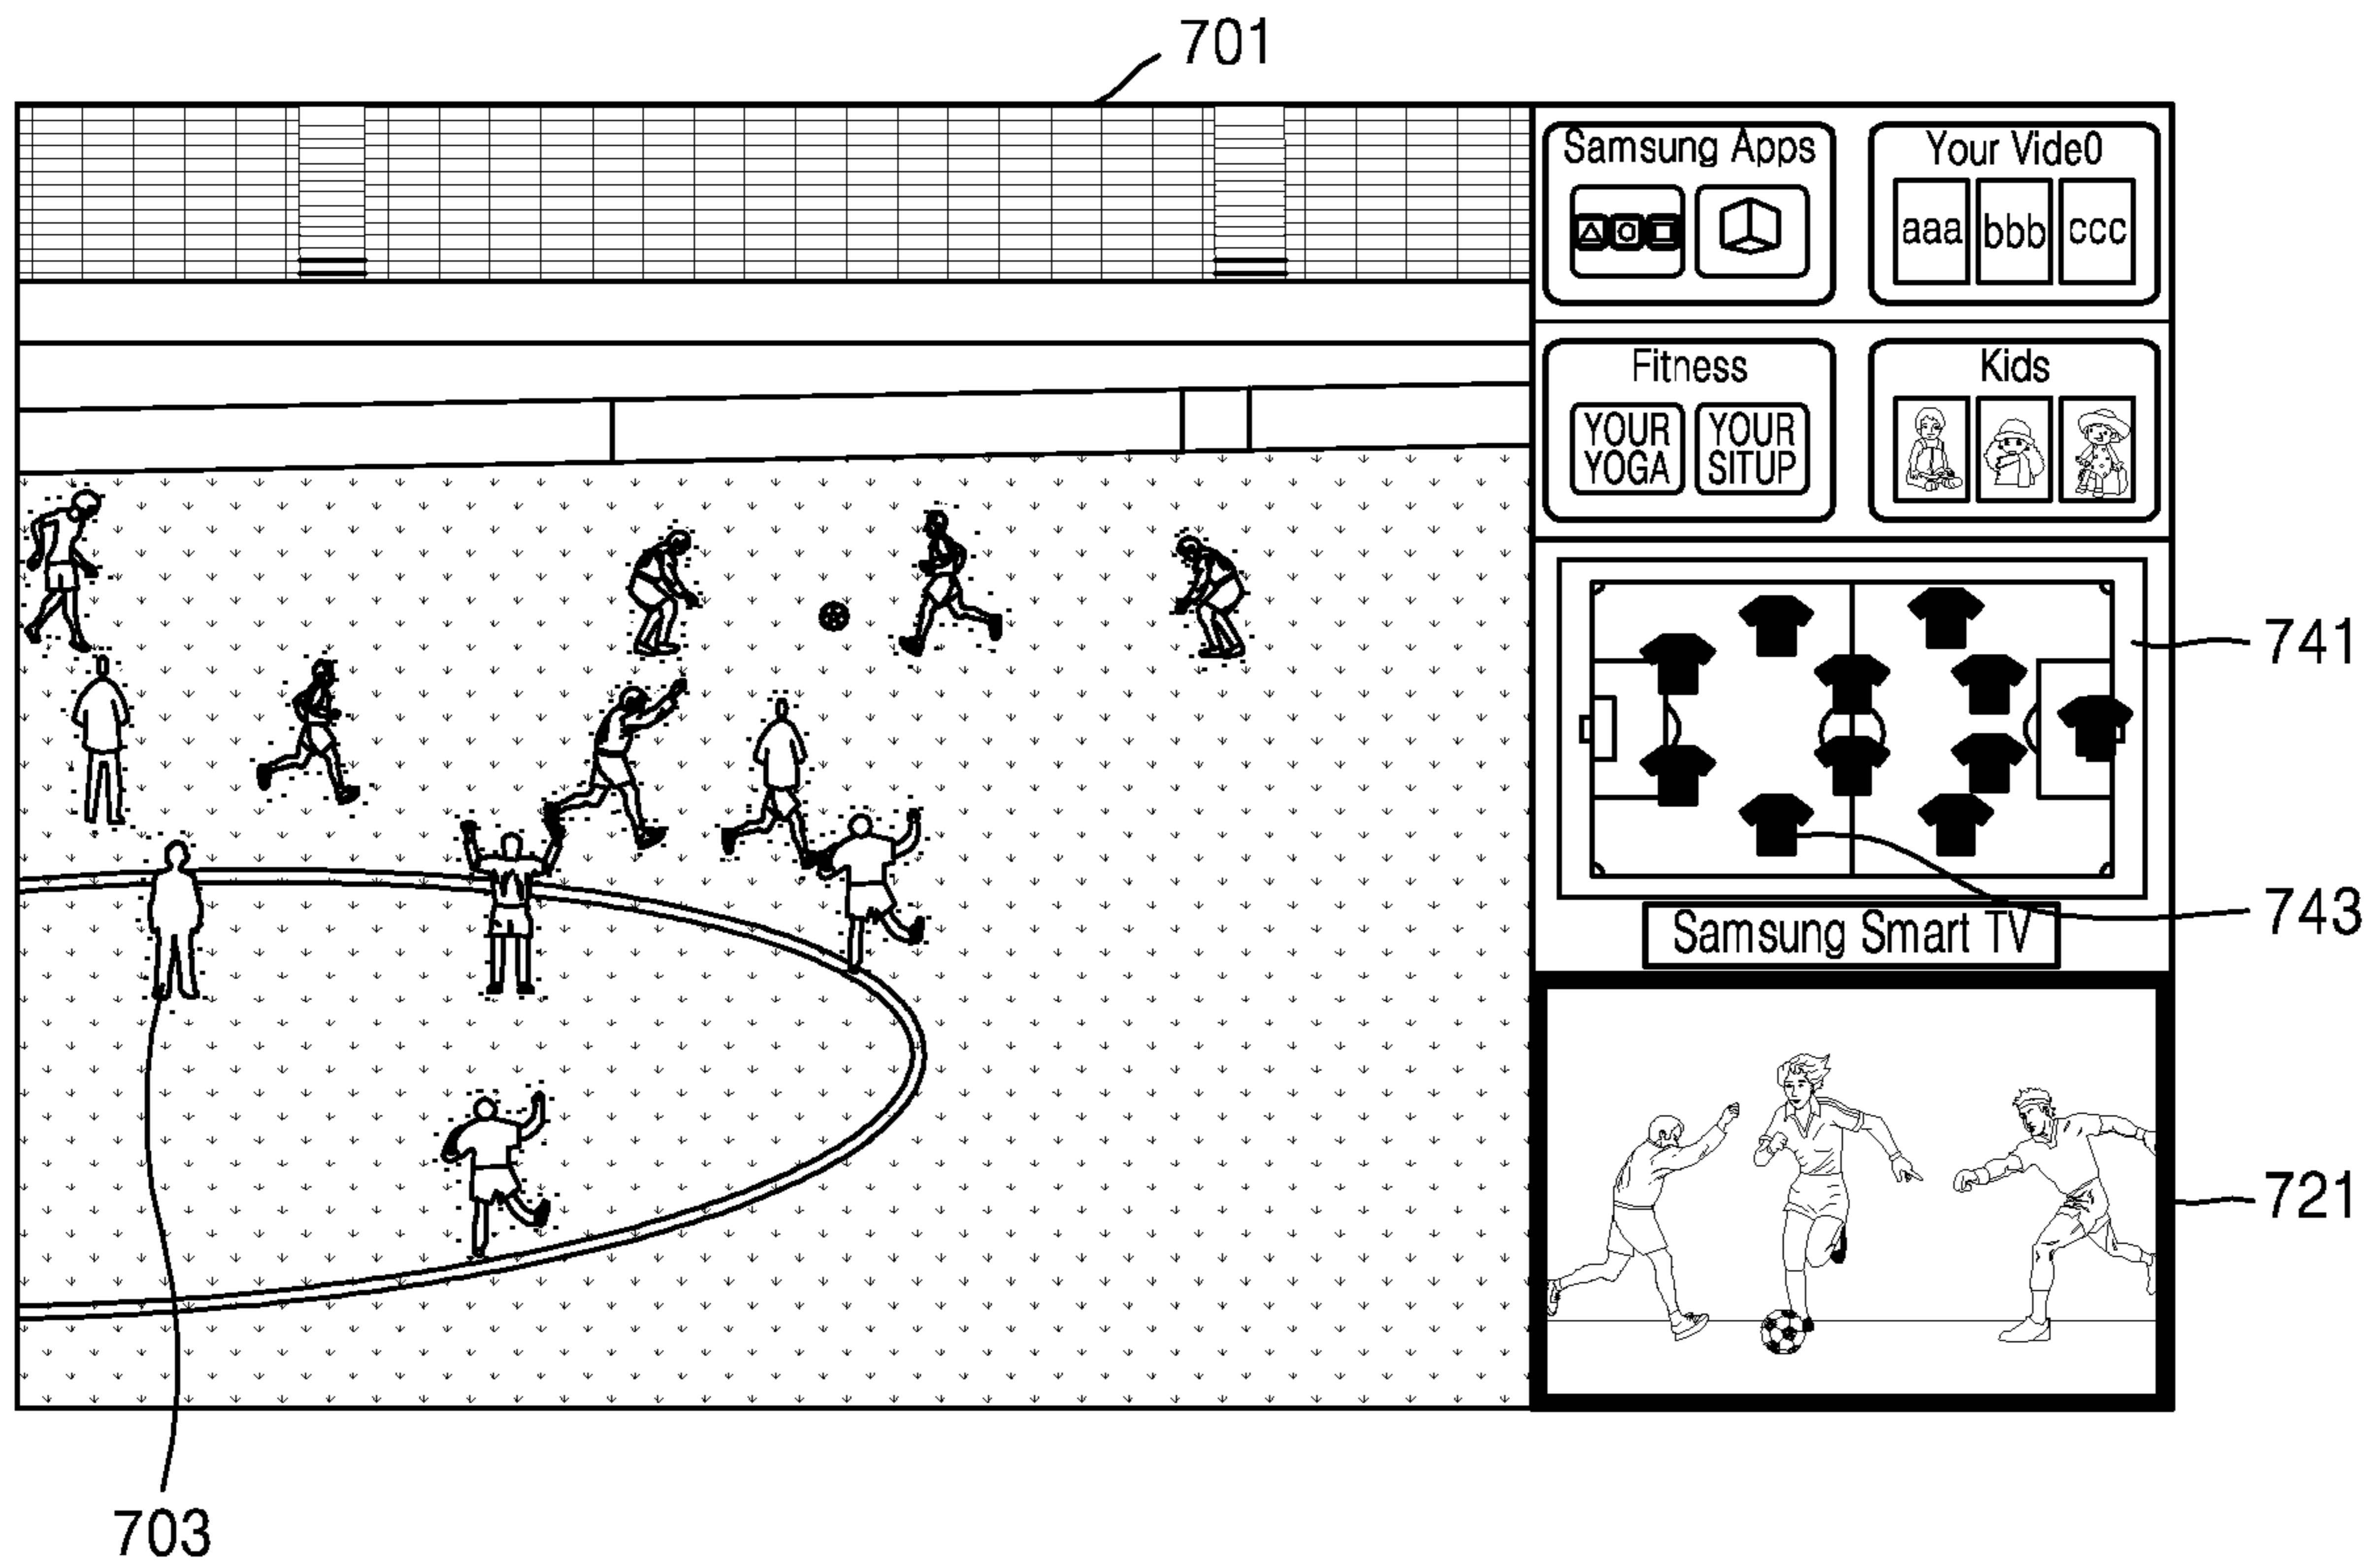 701
Samsung Apps
Your Vide0
aaa bbb ccc
Fitness
Kids
YOUR YOGA
YOUR SITUP
741
743
Samsung Smart TV
721
703